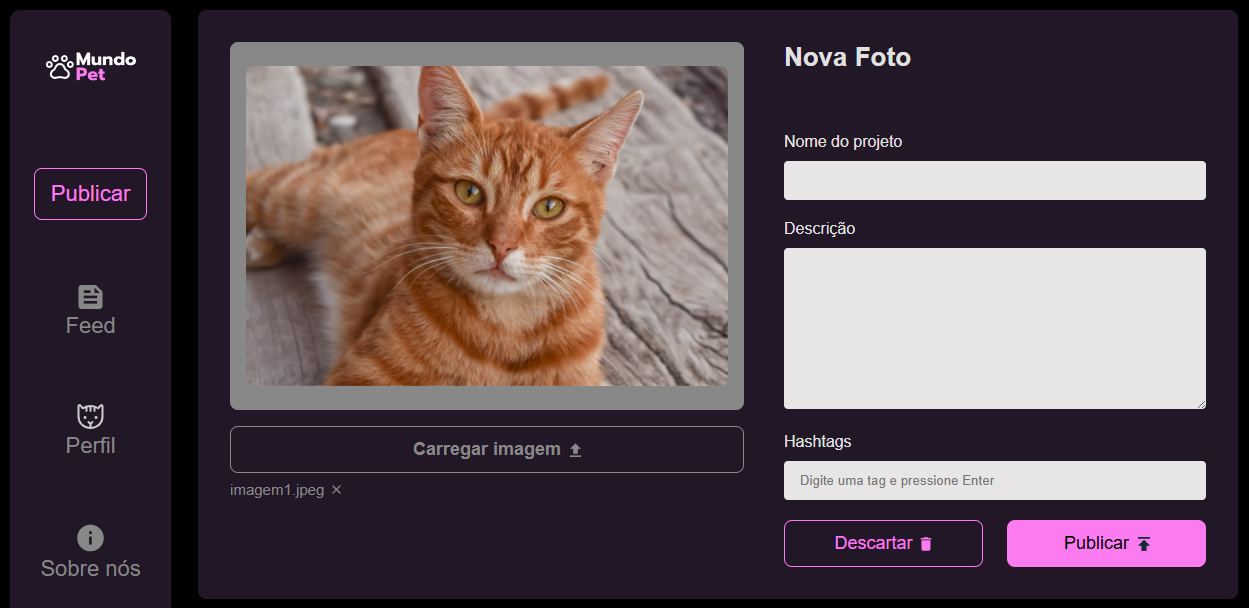 Mundo
Pet
Publicar
Feed
Perfil
Sobre nós
Carregar imagem
imagem1.jpeg ×
Nova Foto
Nome do projeto
Descrição
Hashtags
Digite uma tag e pressione Enter
Descartar
Publicar